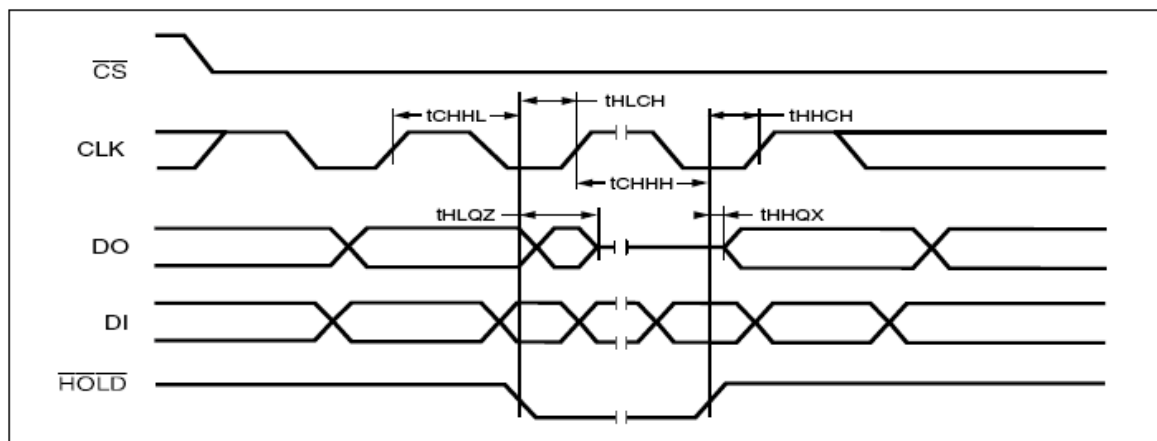 CS
tHLCH
tCHHL
tHHCH
CLK
tCHHH
tHLQZ
tHHQX
DO
DI
HOLD